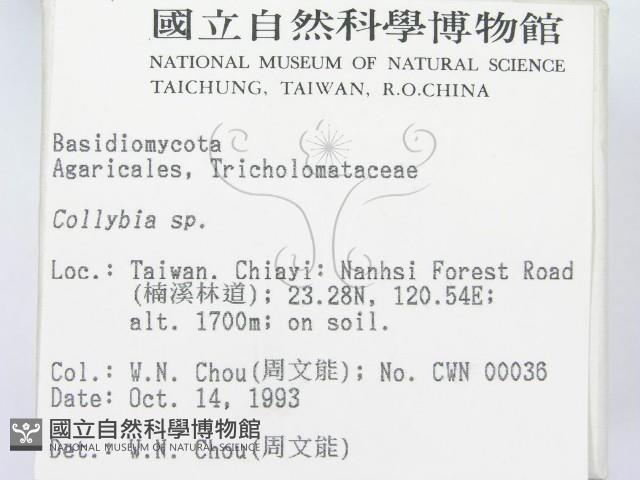 國立自然科學博物館
NATIONAL MUSEUM OF NATURAL SCIENCE
TAICHUNG, TAIWAN, R.O.CHINA
Basidiomycota
Agaricales, Tricholomataceae
Collybia sp.
Loc.: Taiwan. Chiayi: Nanhsi Forest Road
(楠溪林道); 23.28N, 120.54E;
alt. 1700m; on soil.
Col.: W.N. Chou(周文能); No. CWN 00036
Date: Oct. 14, 1993
國立自然科學博物館
NATIONAL MUSEUM OF NATURAL SCIENCE
Det.: W.N. Chou(周文能)